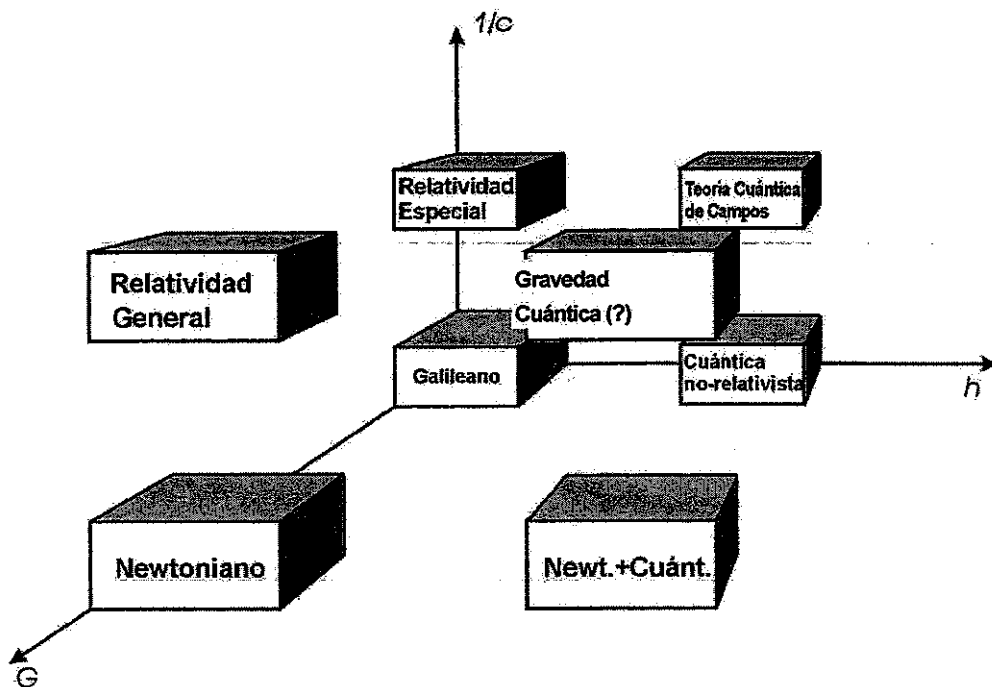 1/c
Relatividad
Especial
Teoría Cuántica
de Campos
Relatividad
General
Gravedad
Cuántica (?)
Galileano
Cuántica
no-relativista
h
Newtoniano
Newt.+Cuánt.
G